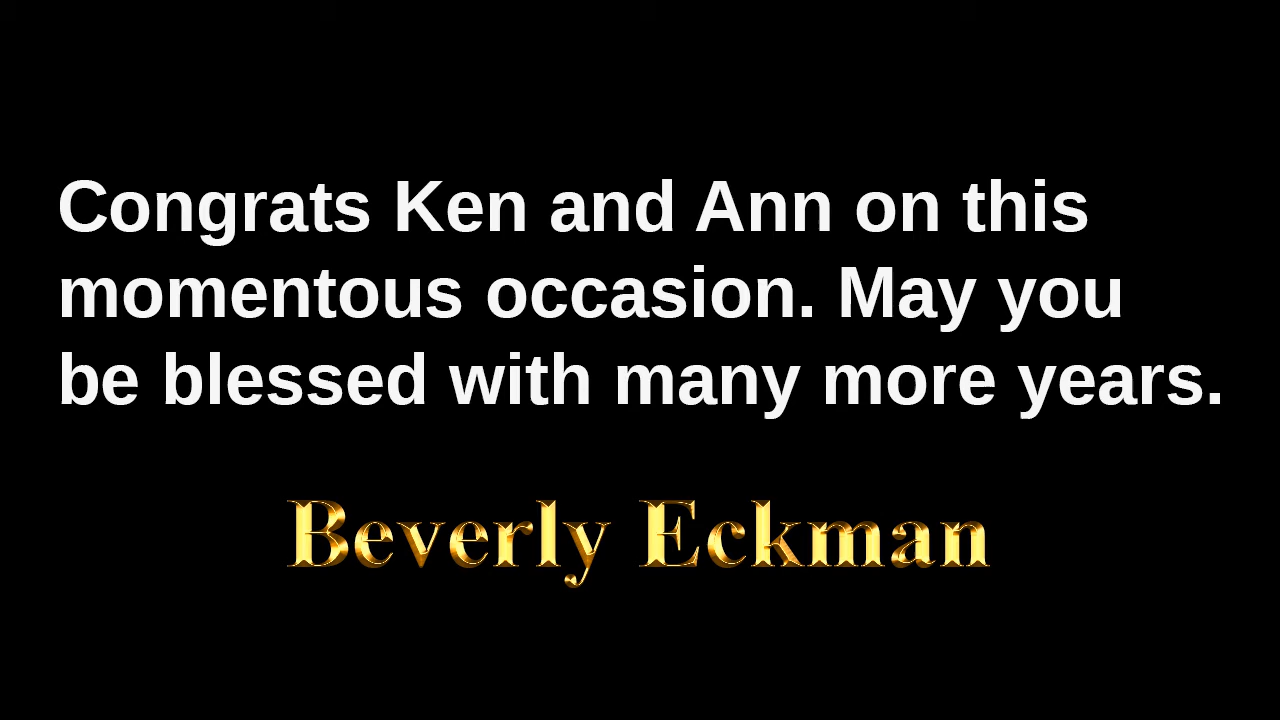 Congrats Ken and Ann on this
momentous occasion. May you
be blessed with many more years.
Beverly Eckman